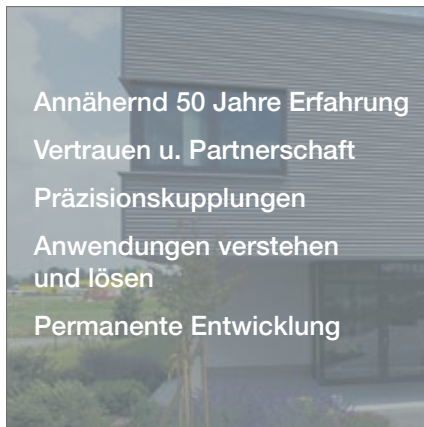 Annähernd 50 Jahre Erfahrung
Vertrauen u. Partnerschaft
Präzisionskupplungen
Anwendungen verstehen
und lösen
Permanente Entwicklung